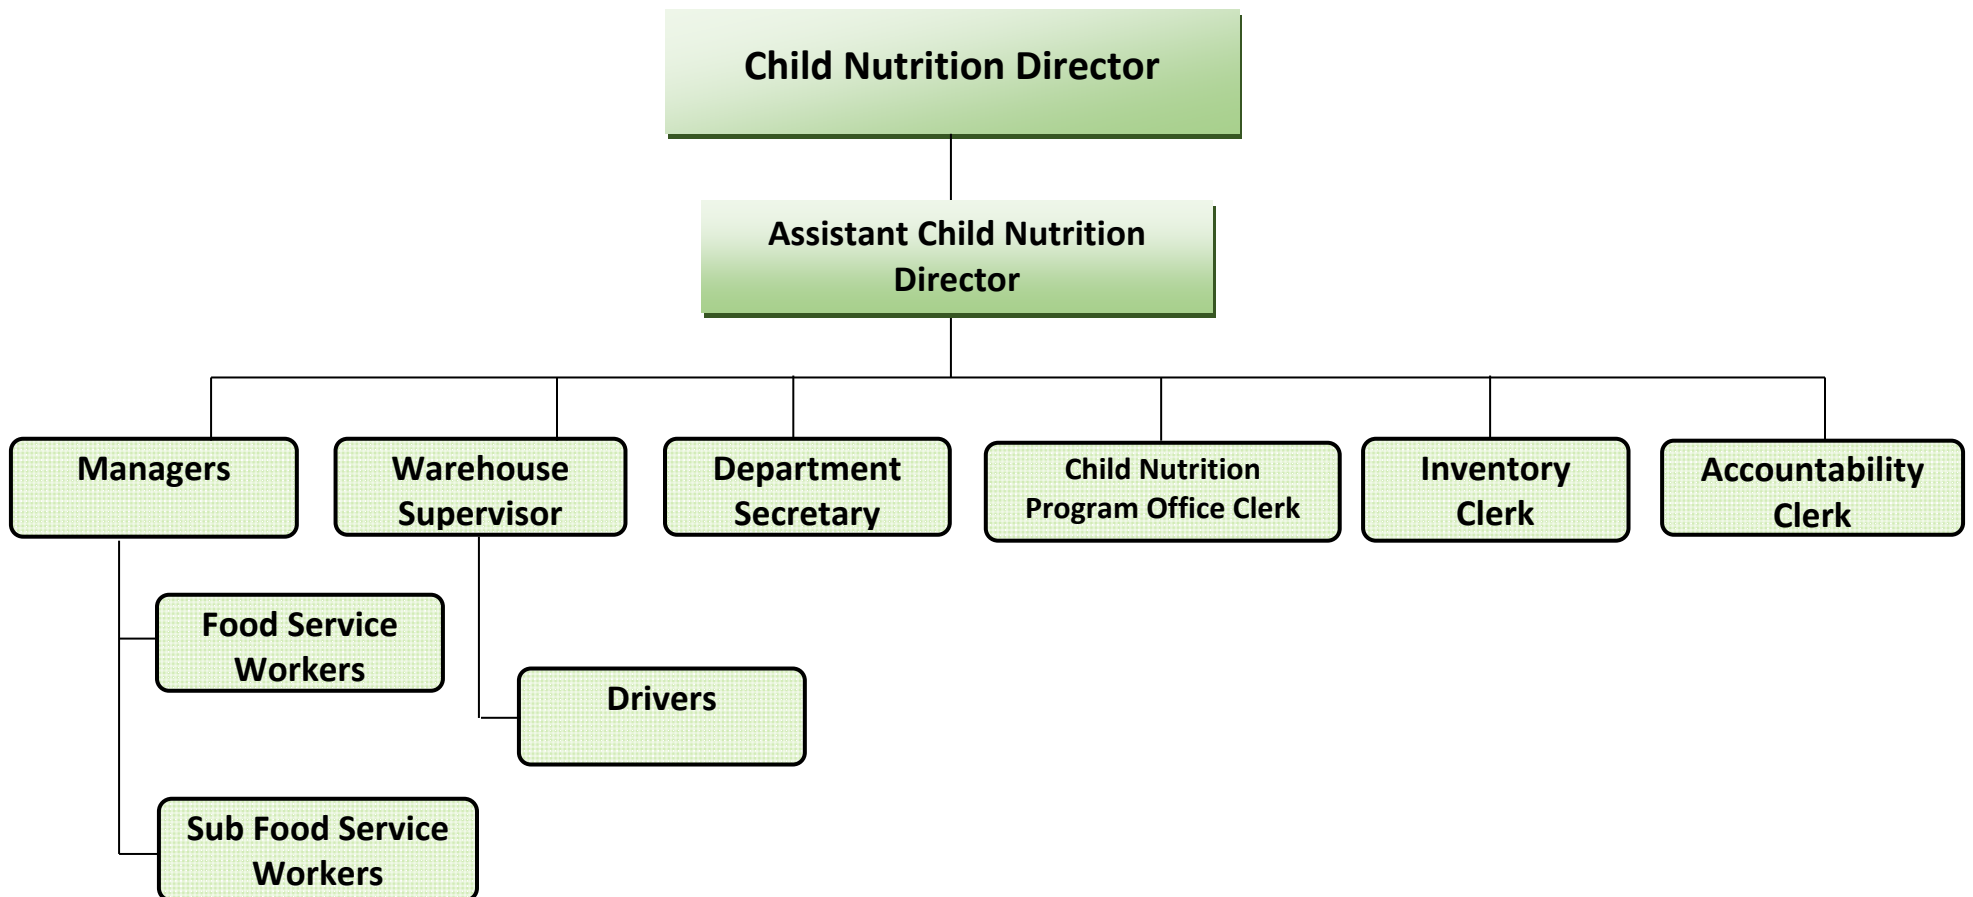 Child Nutrition Director
Assistant Child Nutrition
Director
Managers
Warehouse
Supervisor
Department
Secretary
Child Nutrition
Program Office Clerk
Inventory
Clerk
Accountability
Clerk
Food Service
Workers
Drivers
Sub Food Service
Workers